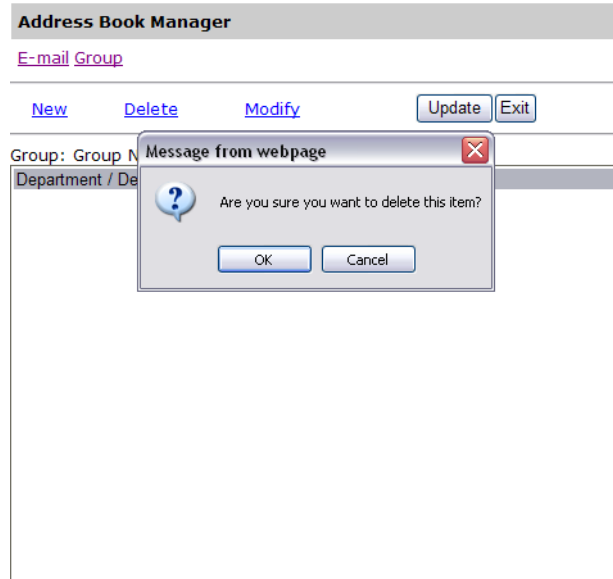 Address Book Manager
E-mail Group
New Delete Modify Update Exit
Group: Group N
Message from webpage
Department / De
Are you sure you want to delete this item?
OK Cancel